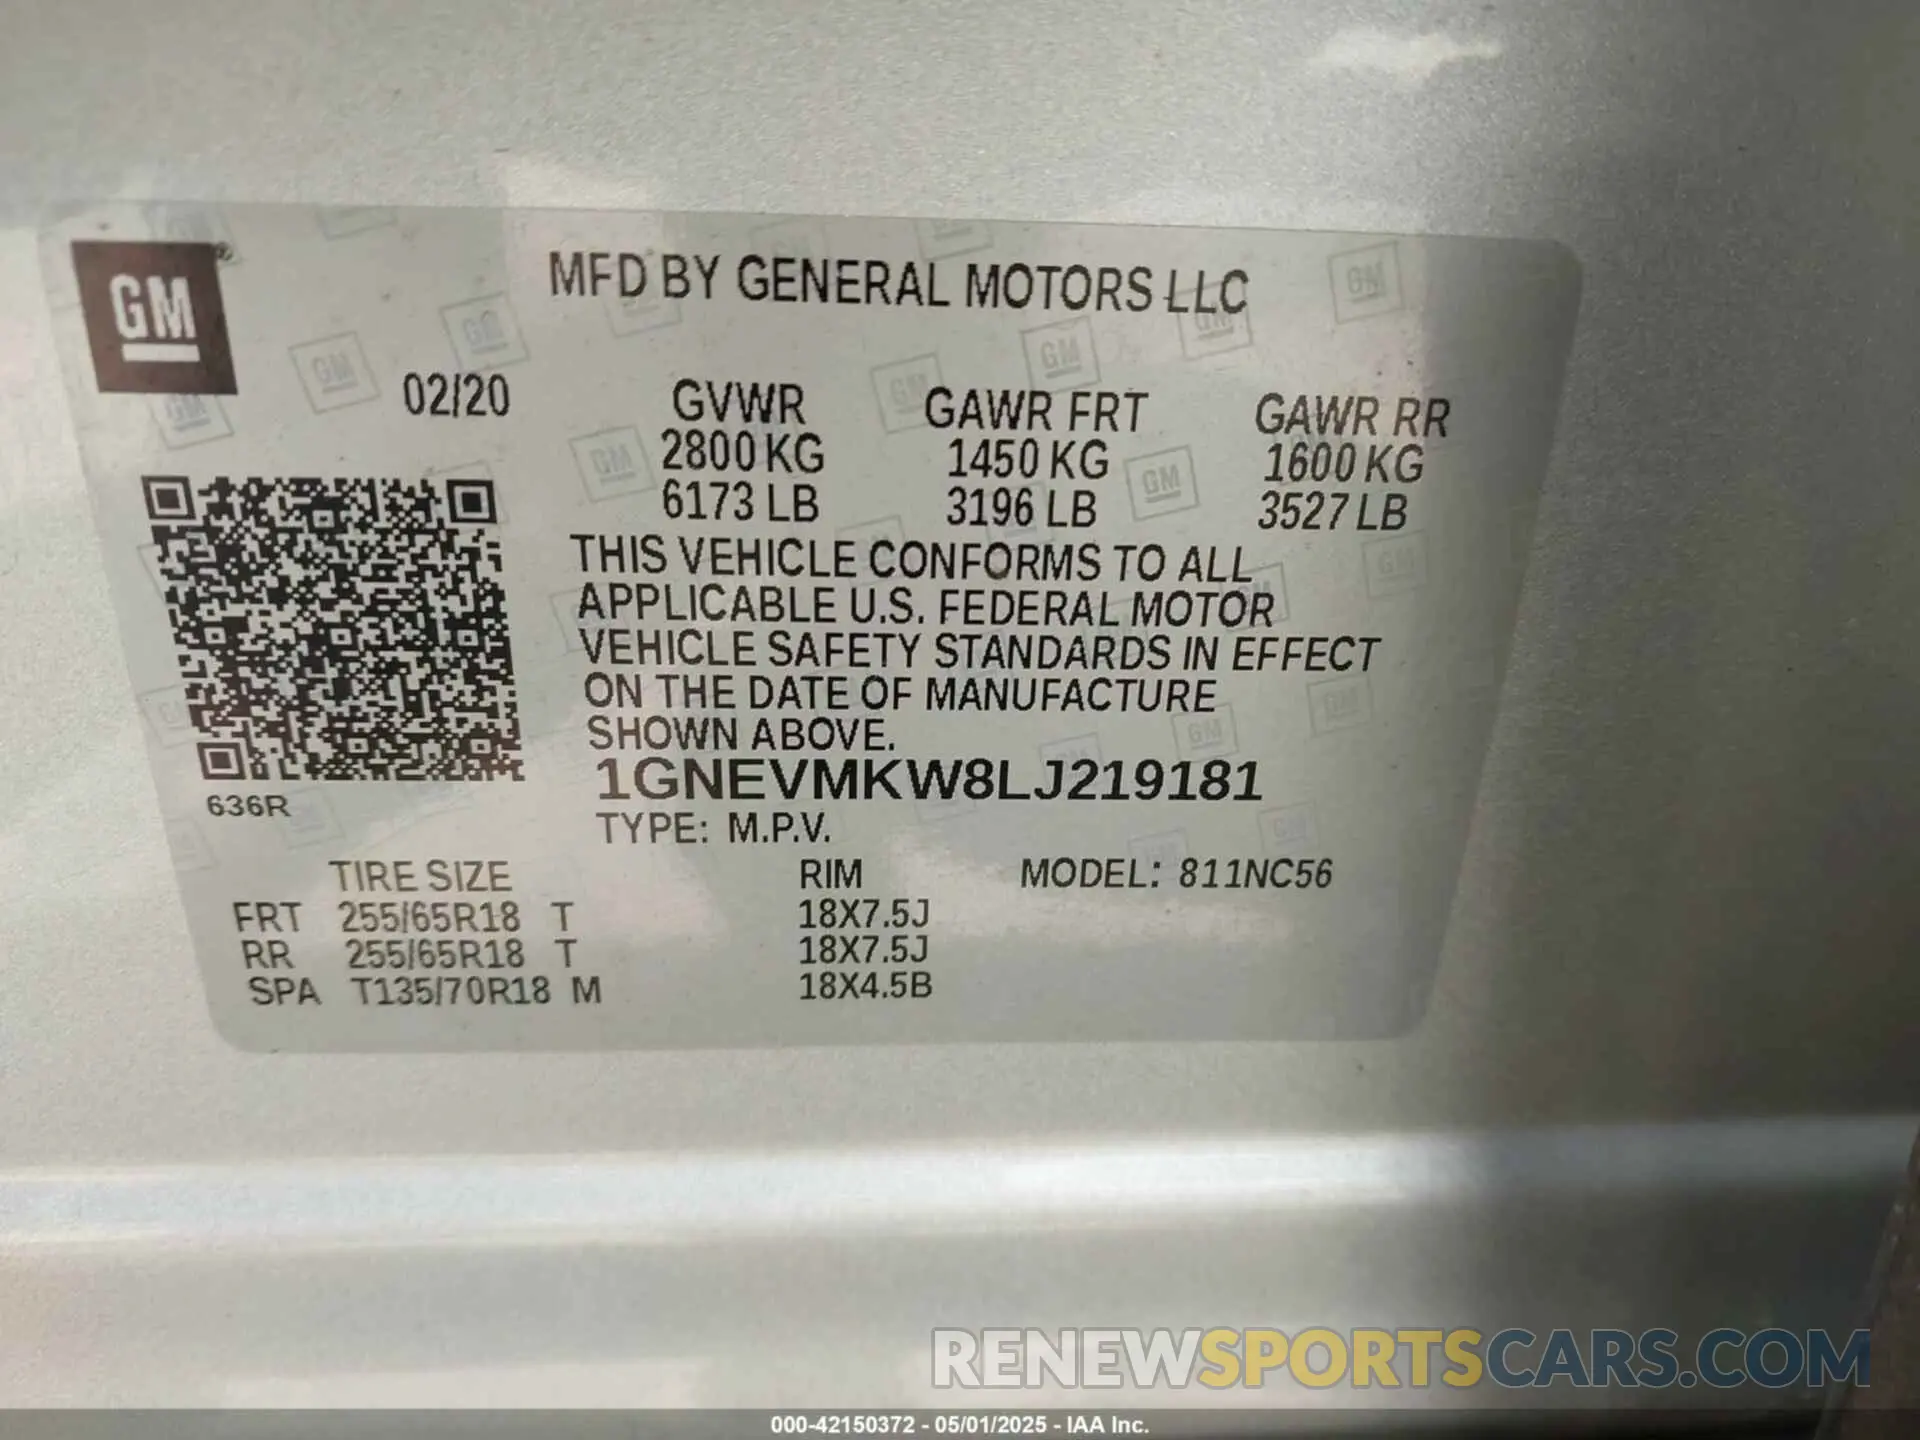 GM®
MFD BY GENERAL MOTORS LLC
02/20 GVWR GAWR FRT GAWR RR
2800 KG 1450 KG 1600 KG
6173 LB 3196 LB 3527 LB
THIS VEHICLE CONFORMS TO ALL
APPLICABLE U.S. FEDERAL MOTOR
VEHICLE SAFETY STANDARDS IN EFFECT
ON THE DATE OF MANUFACTURE
SHOWN ABOVE.
1GNEVMKW8LJ219181
636R
TYPE: M.P.V.
TIRE SIZE RIM MODEL: 811NC56
FRT 255/65R18 T 18X7.5J
RR 255/65R18 T 18X7.5J
SPA T135/70R18 M 18X4.5B
RENEWSPORTSCARS.COM
000-42150372 - 05/01/2025 - IAA Inc.